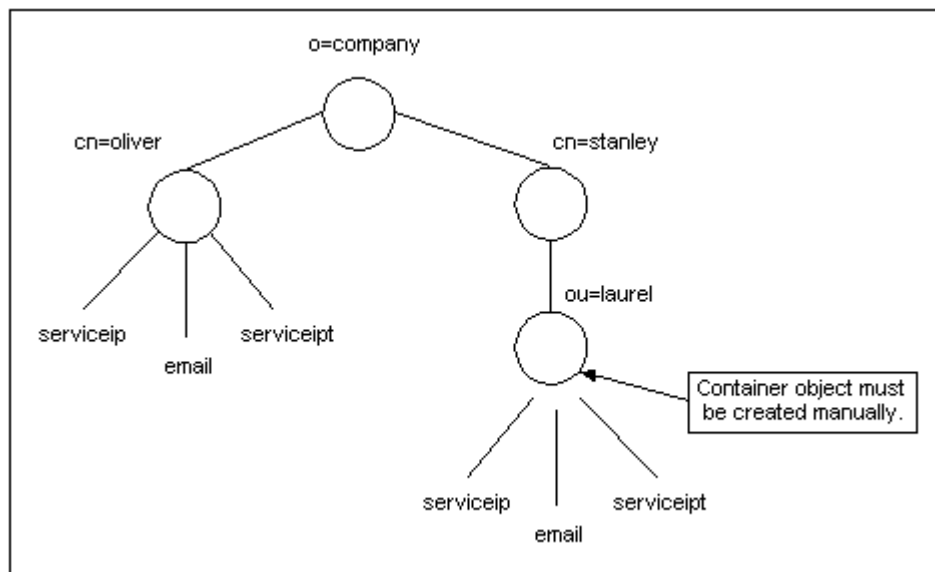 o=company
cn=oliver
cn=stanley
ou=laurel
serviceip
serviceipt
email
Container object must
be created manually.
serviceip
serviceipt
email